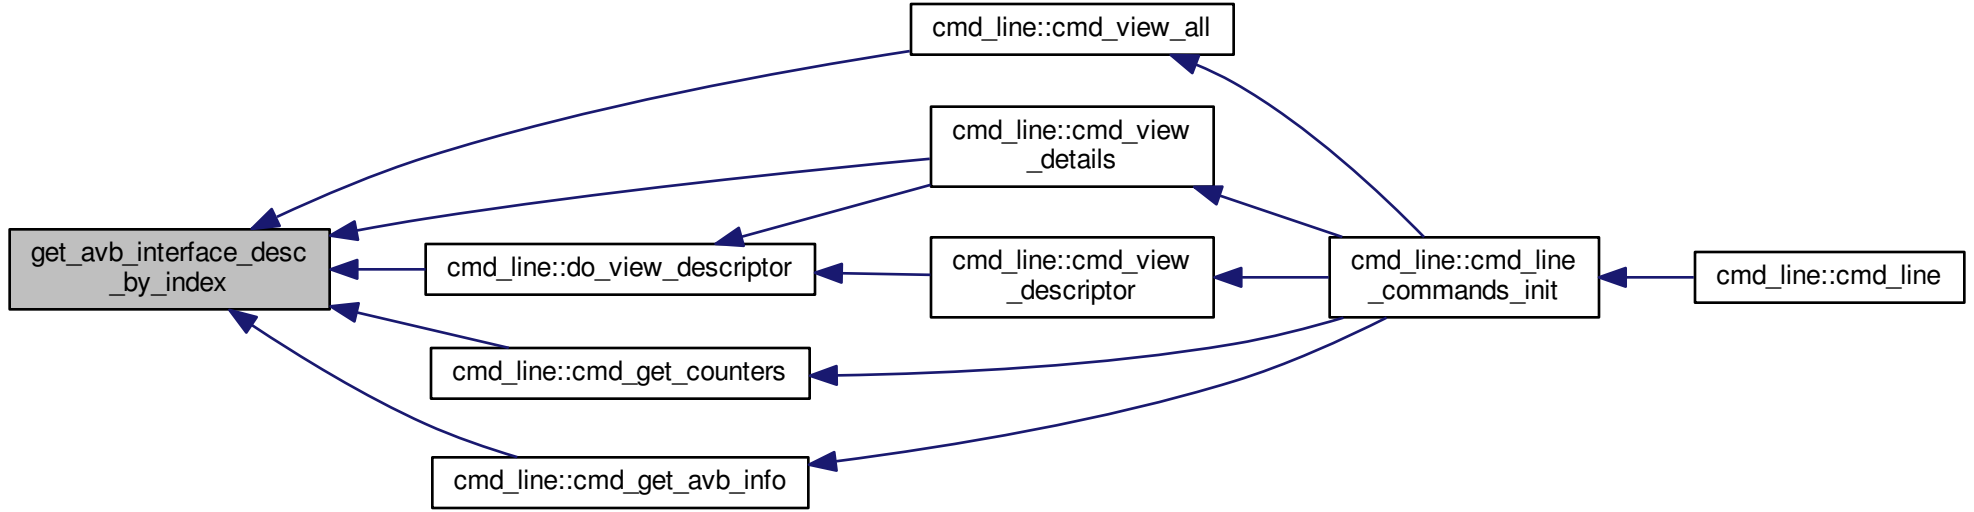 cmd_line::cmd_view_all
cmd_line::cmd_view
_details
get_avb_interface_desc
_by_index
cmd_line::do_view_descriptor
cmd_line::cmd_view
_descriptor
cmd_line::cmd_line
_commands_init
cmd_line::cmd_line
cmd_line::cmd_get_counters
cmd_line::cmd_get_avb_info